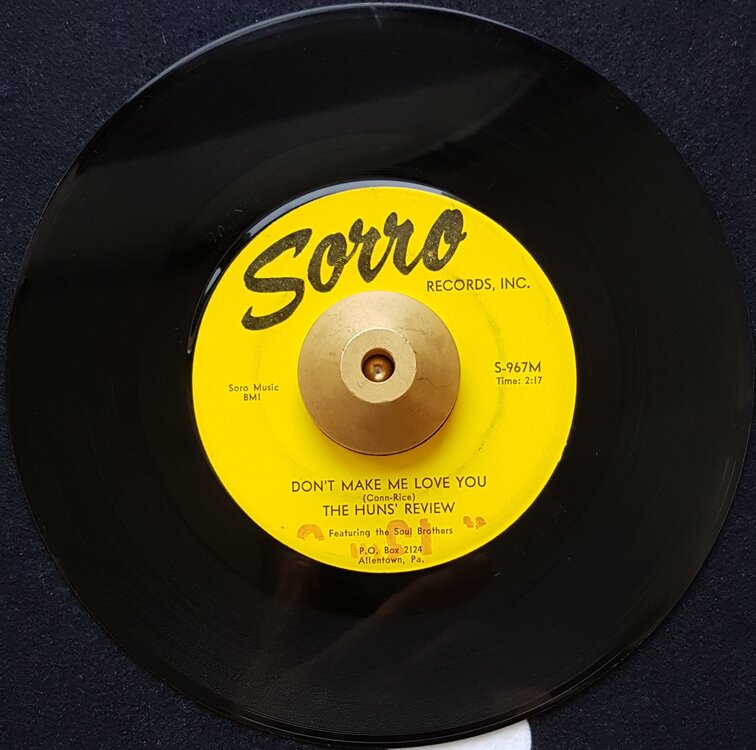 Sorro
RECORDS, INC.
S-967M
Time: 2:17
Soro Music
BMI
DON'T MAKE ME LOVE YOU
(Conn-Rice)
THE HUNS' REVIEW
Featuring the Soul Brothers
P.O. Box 2124
Allentown, Pa.